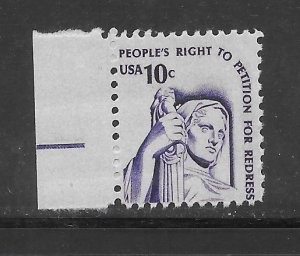 PEOPLE'S RIGHT TO PETITION FOR REDRESS
USA 10c